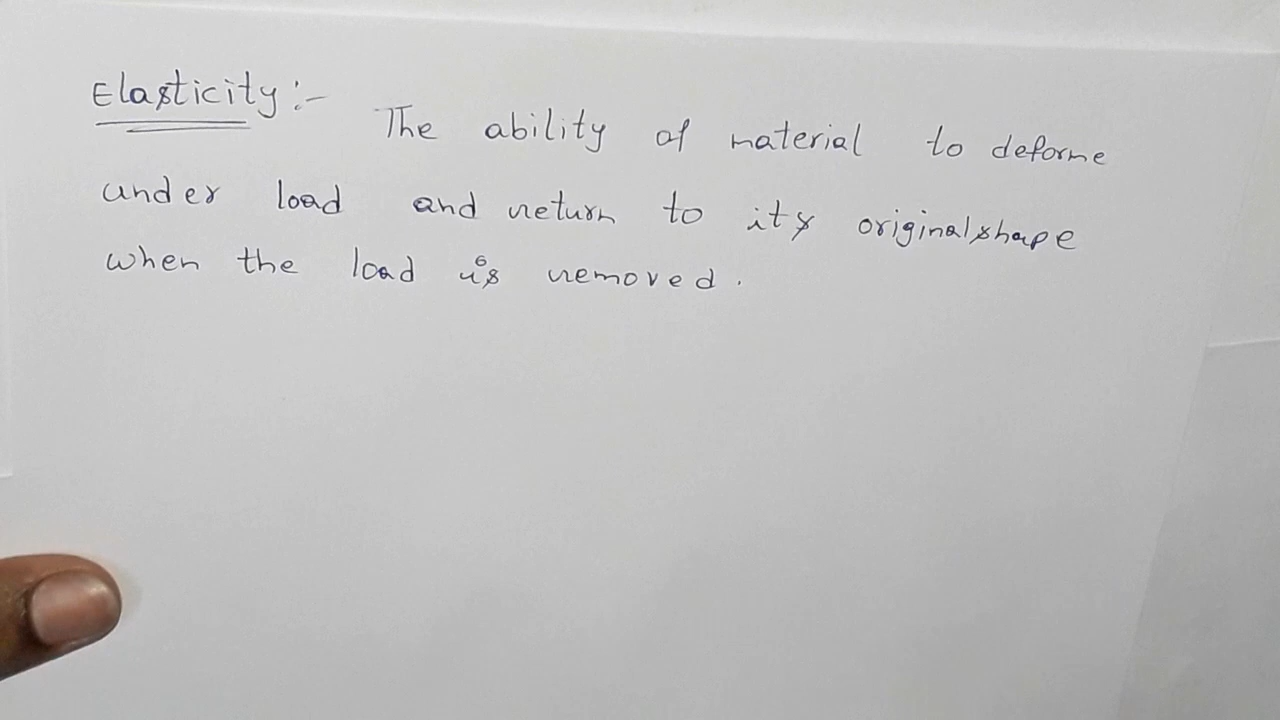 Elasticity :- The ability of material to deforme
under load and return to its original shape
when the load is removed.